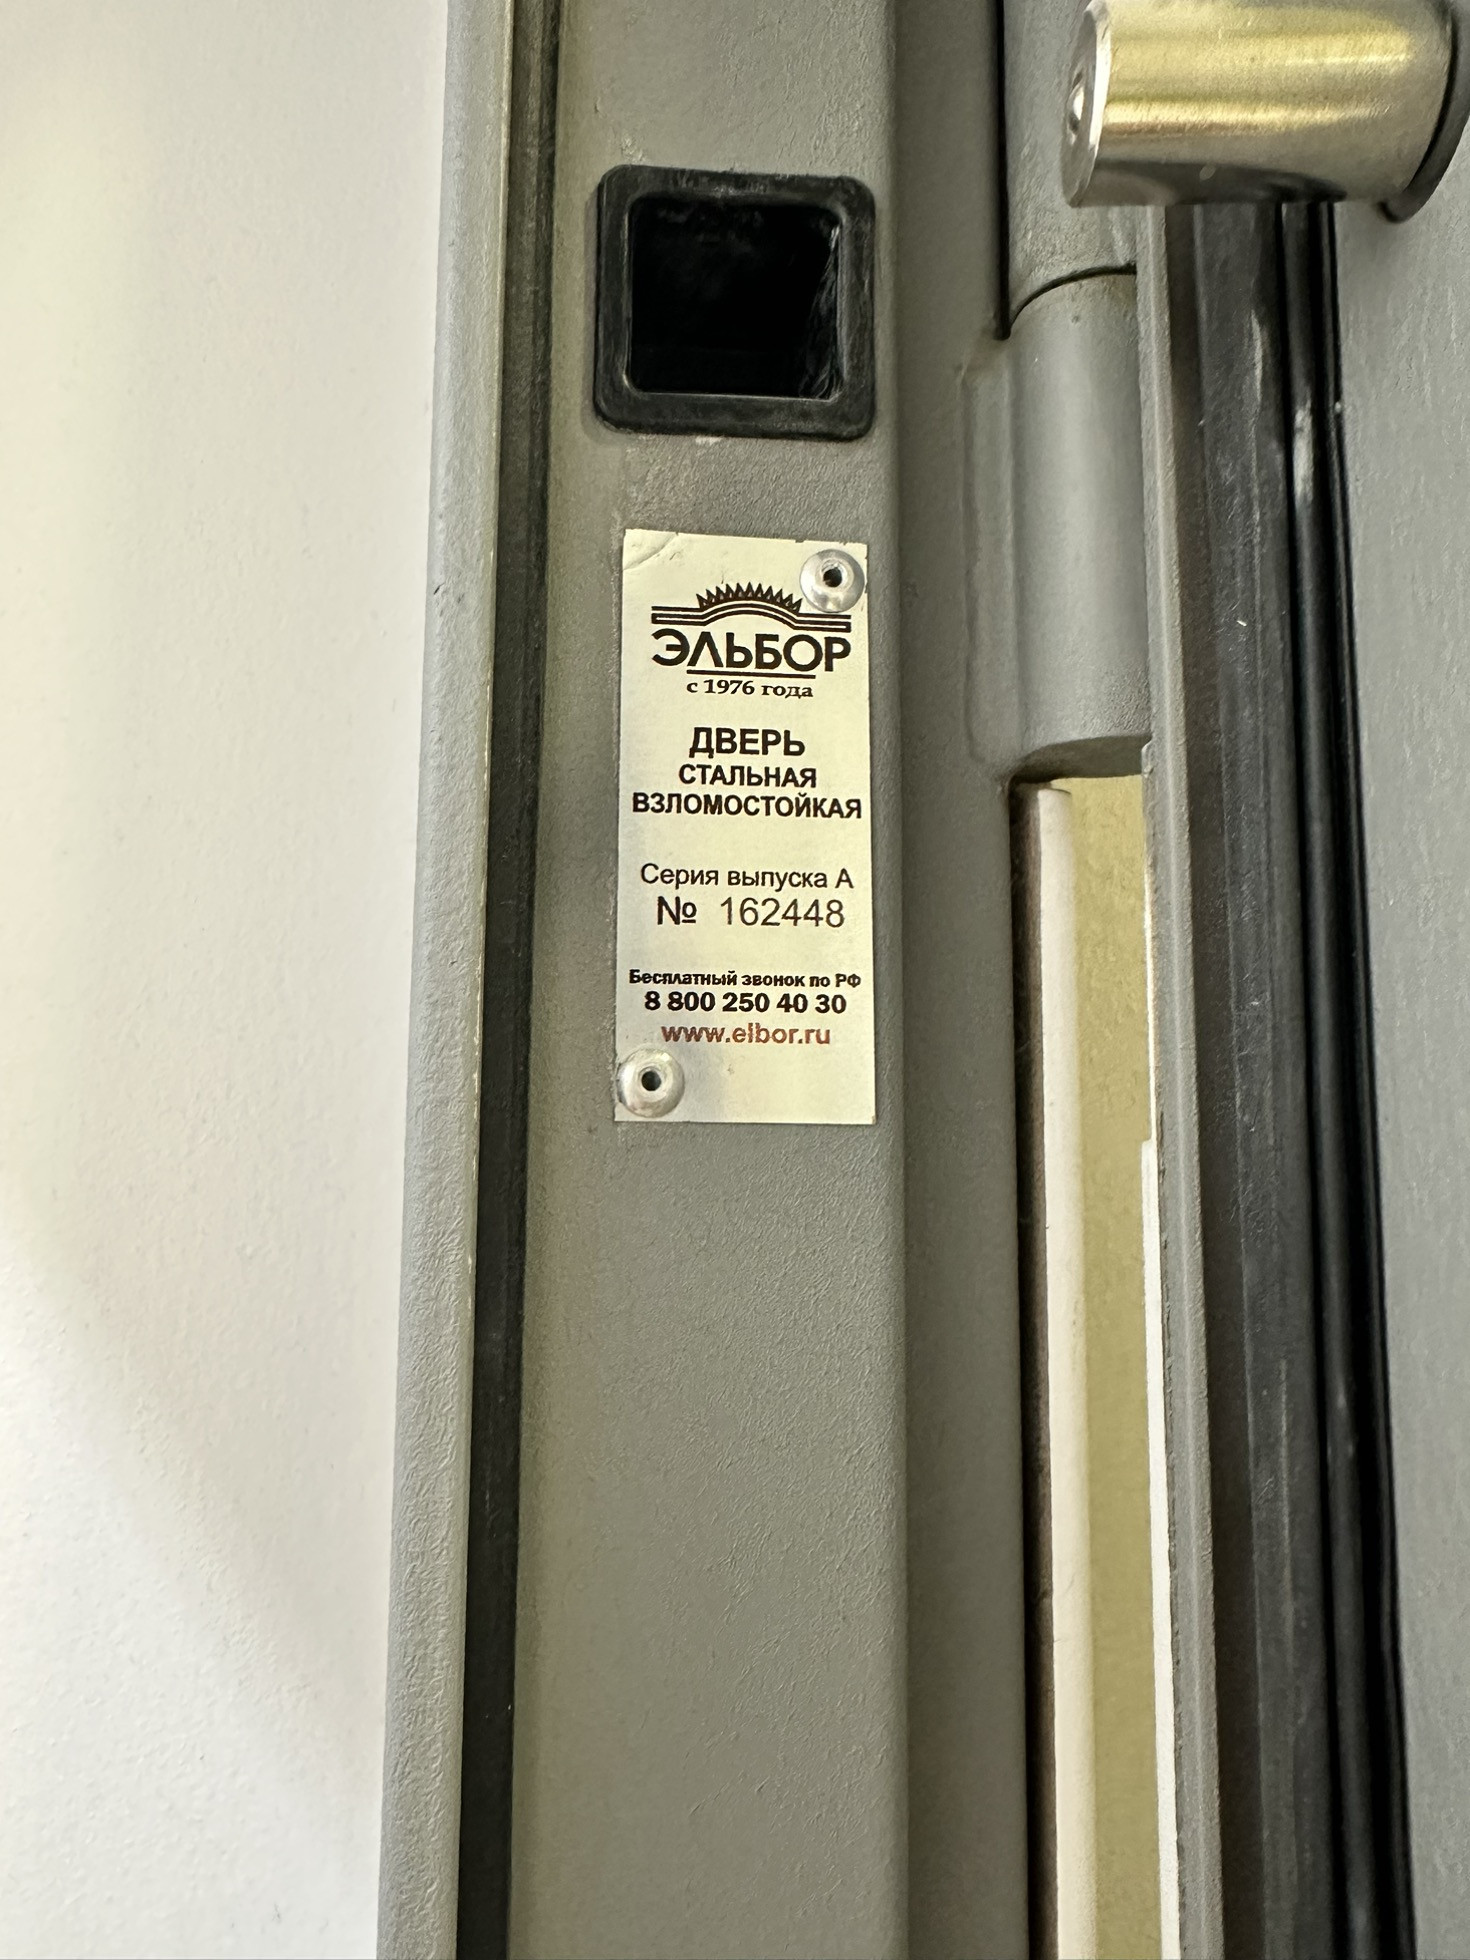 ЭЛЬБОР
с 1976 года
ДВЕРЬ
СТАЛЬНАЯ
ВЗЛОМОСТОЙКАЯ
Серия выпуска А
№ 162448
Бесплатный звонок по РФ
8 800 250 40 30
www.elbor.ru